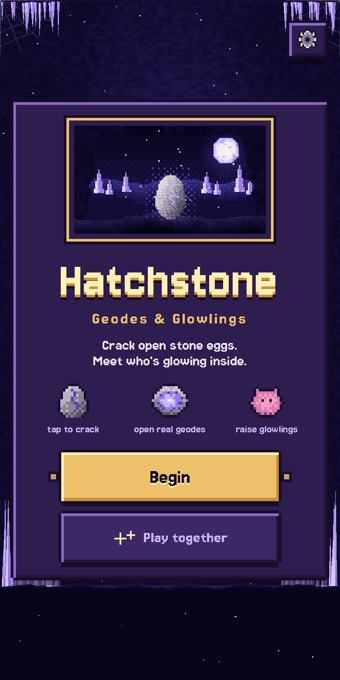 Hatchstone
Geodes & Glowlings
Crack open stone eggs.
Meet who's glowing inside.
tap to crack
open real geodes
raise glowlings
Begin
Play together